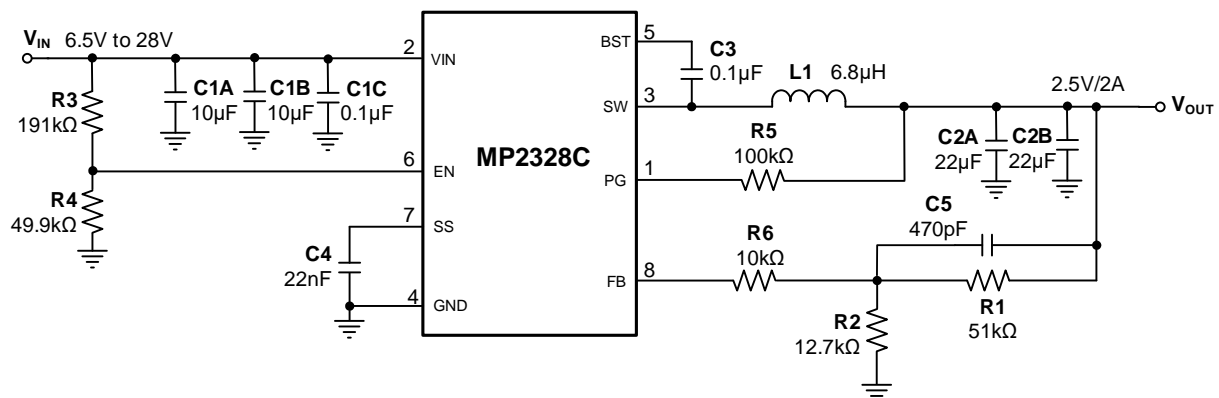 VIN 6.5V to 28V
R3
191kΩ
C1A
10µF
C1B
10µF
C1C
0.1µF
R4
49.9kΩ
C4
22nF
2
VIN
6
EN
7
SS
4
GND
MP2328C
BST
5
SW
3
PG
1
FB
8
C3
0.1µF
L1
6.8µH
R5
100kΩ
2.5V/2A
VOUT
C2A
22µF
C2B
22µF
C5
470pF
R6
10kΩ
R1
51kΩ
R2
12.7kΩ